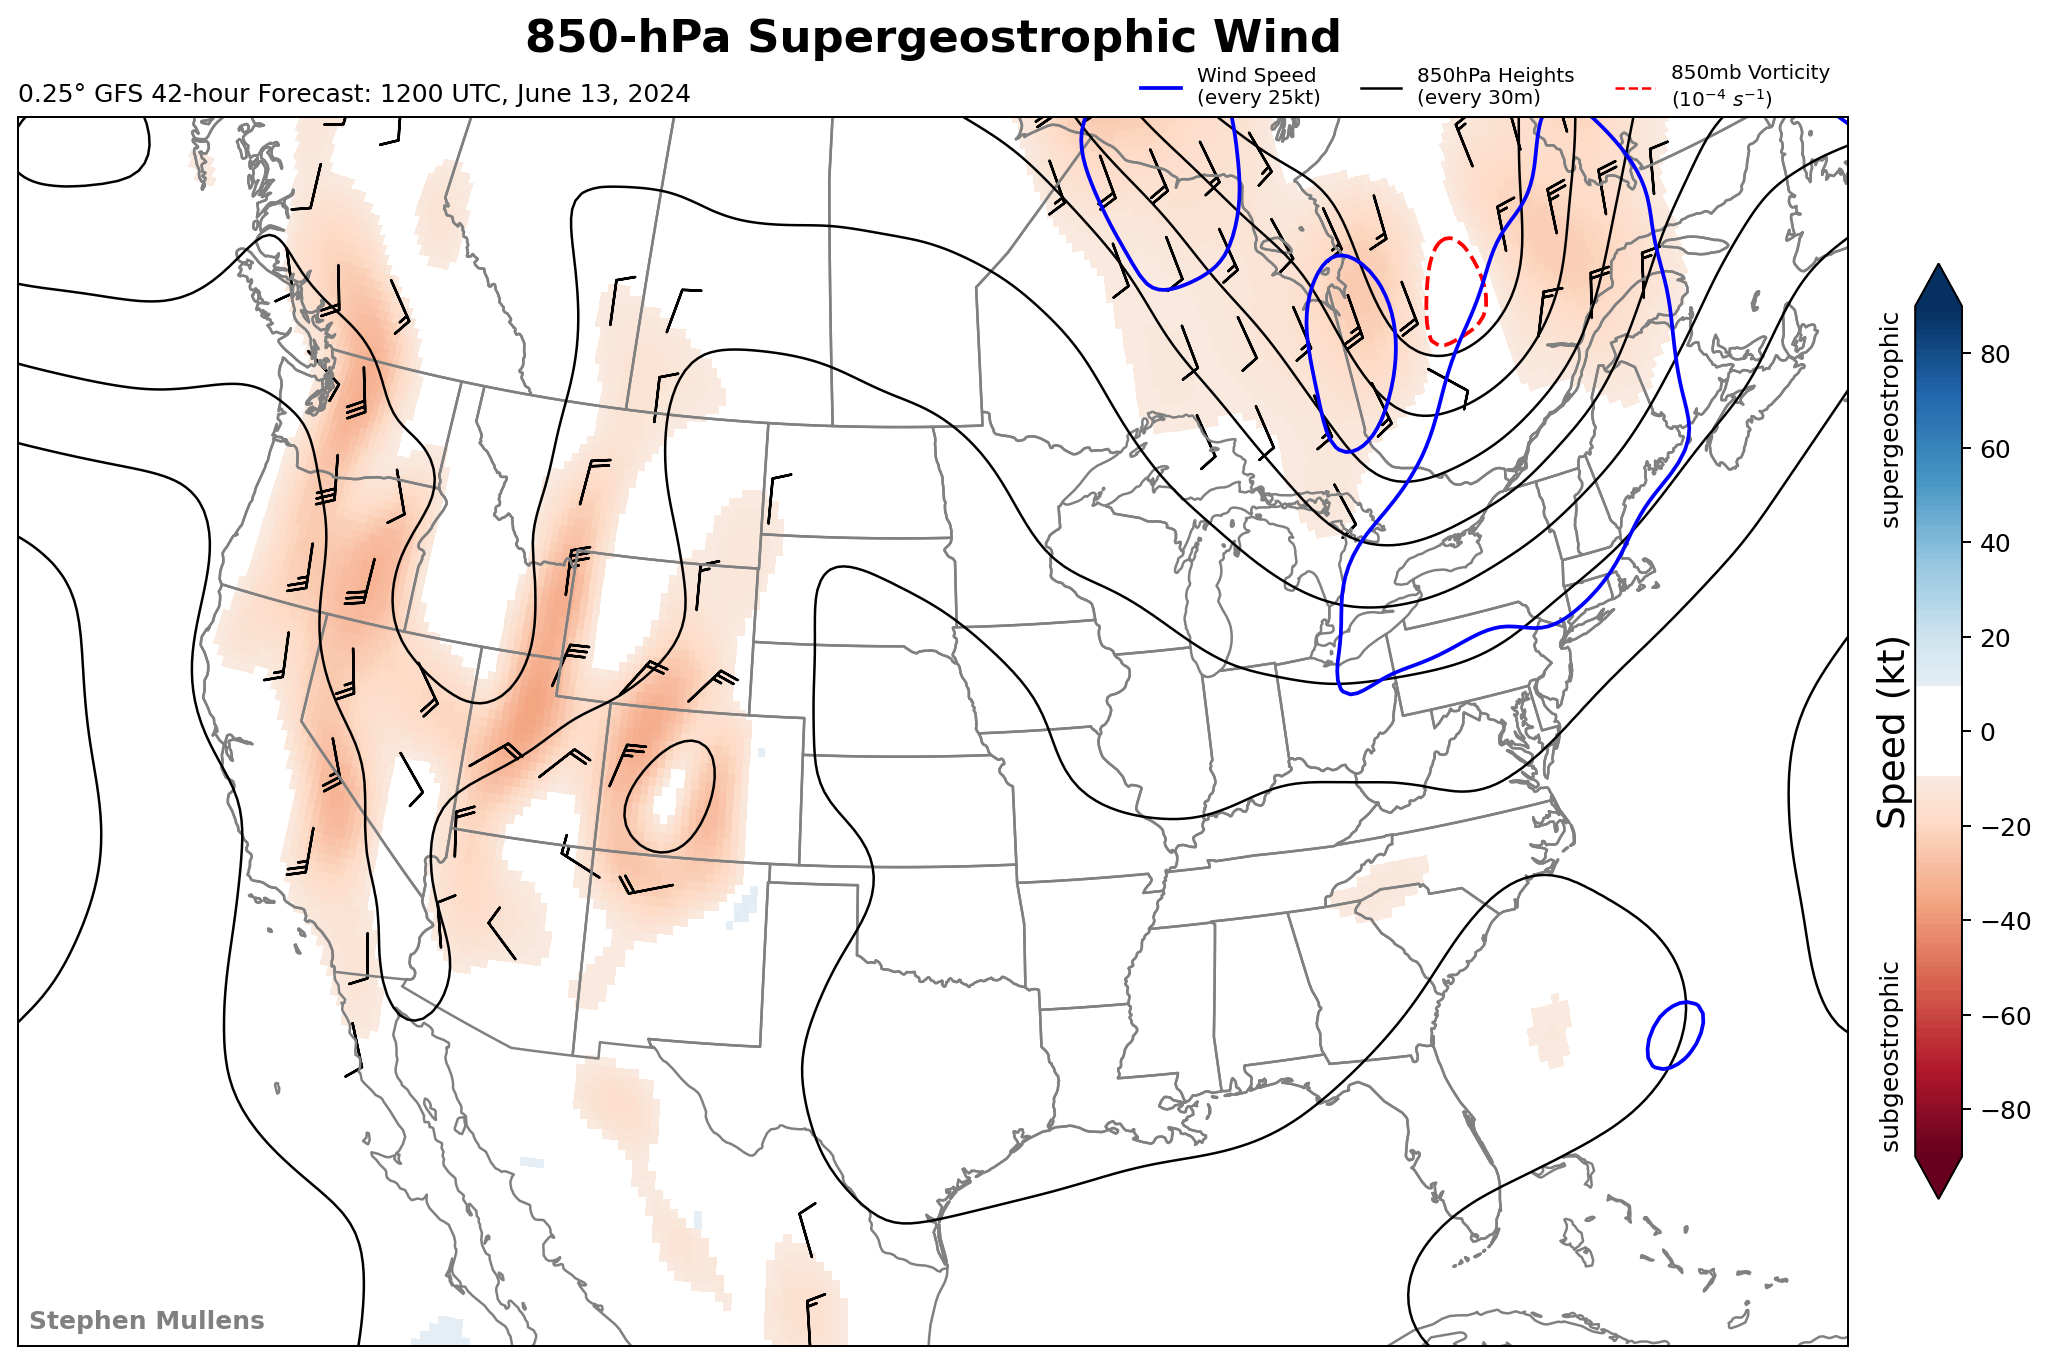 850-hPa Supergeostrophic Wind
0.25° GFS 42-hour Forecast: 1200 UTC, June 13, 2024
Wind Speed
(every 25kt)
850hPa Heights
(every 30m)
850mb Vorticity
(10⁻⁴ s⁻¹)
supergeostrophic
Speed (kt)
subgeostrophic
80
60
40
20
0
−20
−40
−60
−80
Stephen Mullens